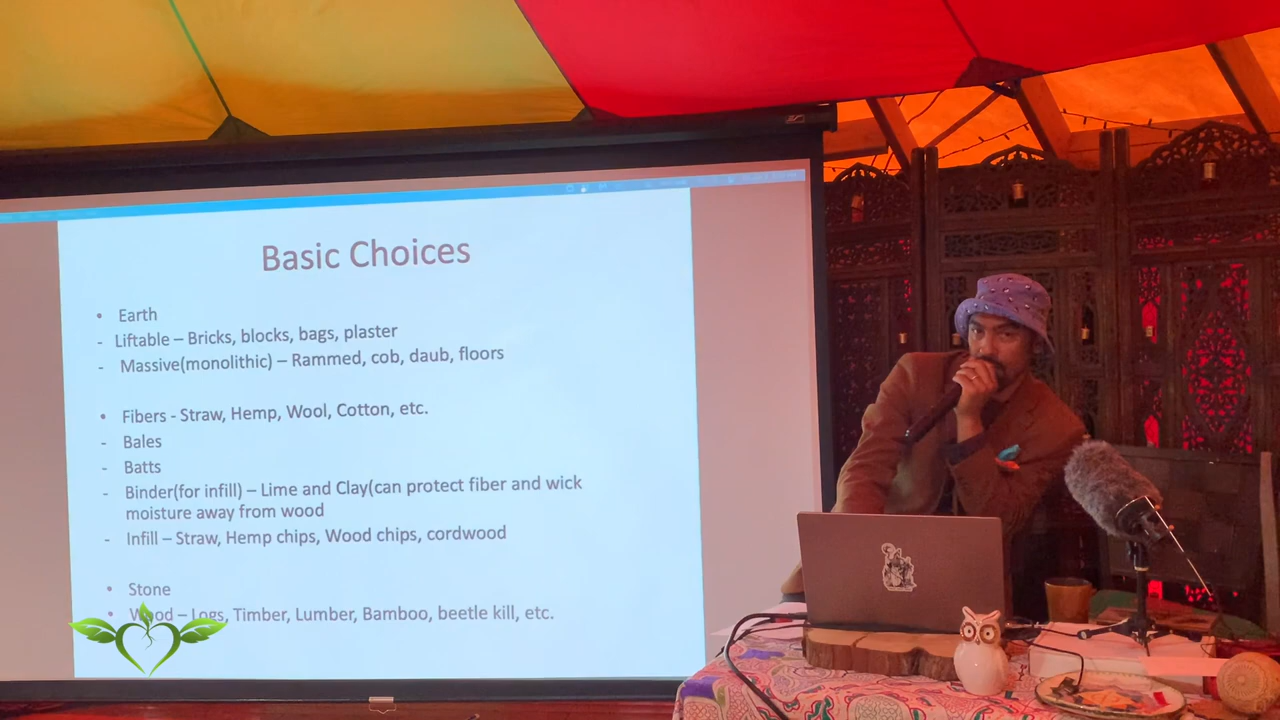 Basic Choices
• Earth
- Liftable – Bricks, blocks, bags, plaster
- Massive(monolithic) – Rammed, cob, daub, floors
• Fibers - Straw, Hemp, Wool, Cotton, etc.
- Bales
- Batts
- Binder(for infill) – Lime and Clay(can protect fiber and wick
moisture away from wood
- Infill – Straw, Hemp chips, Wood chips, cordwood
• Stone
• Wood – Logs, Timber, Lumber, Bamboo, beetle kill, etc.